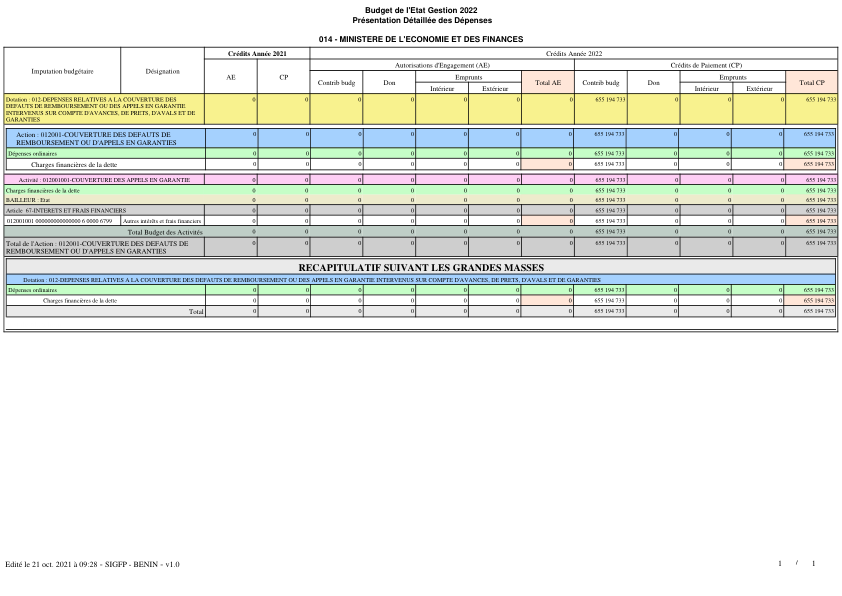 Budget de l'Etat Gestion 2022
Présentation Détaillée des Dépenses
014 - MINISTERE DE L'ECONOMIE ET DES FINANCES
Imputation budgétaire Désignation Crédits Année 2021 Crédits Année 2022
AE CP Autorisations d'Engagement (AE) Crédits de Paiement (CP)
Contrib budg Don Emprunts Total AE Contrib budg Don Emprunts Total CP
Intérieur Extérieur Intérieur Extérieur
Dotation : 012-DEPENSES RELATIVES A LA COUVERTURE DES 0 0 0 0 0 0 0 655 194 733 0 0 0 655 194 733
DEFAUTS DE REMBOURSEMENT OU DES APPELS EN GARANTIE
INTERVENUS SUR COMPTE D'AVANCES, DE PRETS, D'AVALS ET DE
GARANTIES
Action : 012001-COUVERTURE DES DEFAUTS DE 0 0 0 0 0 0 0 655 194 733 0 0 0 655 194 733
REMBOURSEMENT OU D'APPELS EN GARANTIES
Dépenses ordinaires 0 0 0 0 0 0 0 655 194 733 0 0 0 655 194 733
Charges financières de la dette 0 0 0 0 0 0 0 655 194 733 0 0 0 655 194 733
Activité : 012001001-COUVERTURE DES APPELS EN GARANTIE 0 0 0 0 0 0 0 655 194 733 0 0 0 655 194 733
Charges financières de la dette 0 0 0 0 0 0 0 655 194 733 0 0 0 655 194 733
BAILLEUR : Etat 0 0 0 0 0 0 0 655 194 733 0 0 0 655 194 733
Article 67-INTERETS ET FRAIS FINANCIERS 0 0 0 0 0 0 0 655 194 733 0 0 0 655 194 733
012001001 0000000000000000 6 0000 6799 Autres intérêts et frais financiers 0 0 0 0 0 0 0 655 194 733 0 0 0 655 194 733
Total Budget des Activités 0 0 0 0 0 0 0 655 194 733 0 0 0 655 194 733
Total de l'Action : 012001-COUVERTURE DES DEFAUTS DE 0 0 0 0 0 0 0 655 194 733 0 0 0 655 194 733
REMBOURSEMENT OU D'APPELS EN GARANTIES
RECAPITULATIF SUIVANT LES GRANDES MASSES
Dotation : 012-DEPENSES RELATIVES A LA COUVERTURE DES DEFAUTS DE REMBOURSEMENT OU DES APPELS EN GARANTIE INTERVENUS SUR COMPTE D'AVANCES, DE PRETS, D'AVALS ET DE GARANTIES
Dépenses ordinaires 0 0 0 0 0 0 0 655 194 733 0 0 0 655 194 733
Charges financières de la dette 0 0 0 0 0 0 0 655 194 733 0 0 0 655 194 733
Total 0 0 0 0 0 0 0 655 194 733 0 0 0 655 194 733
Edité le 21 oct. 2021 à 09:28 - SIGFP - BENIN - v1.0 1 / 1